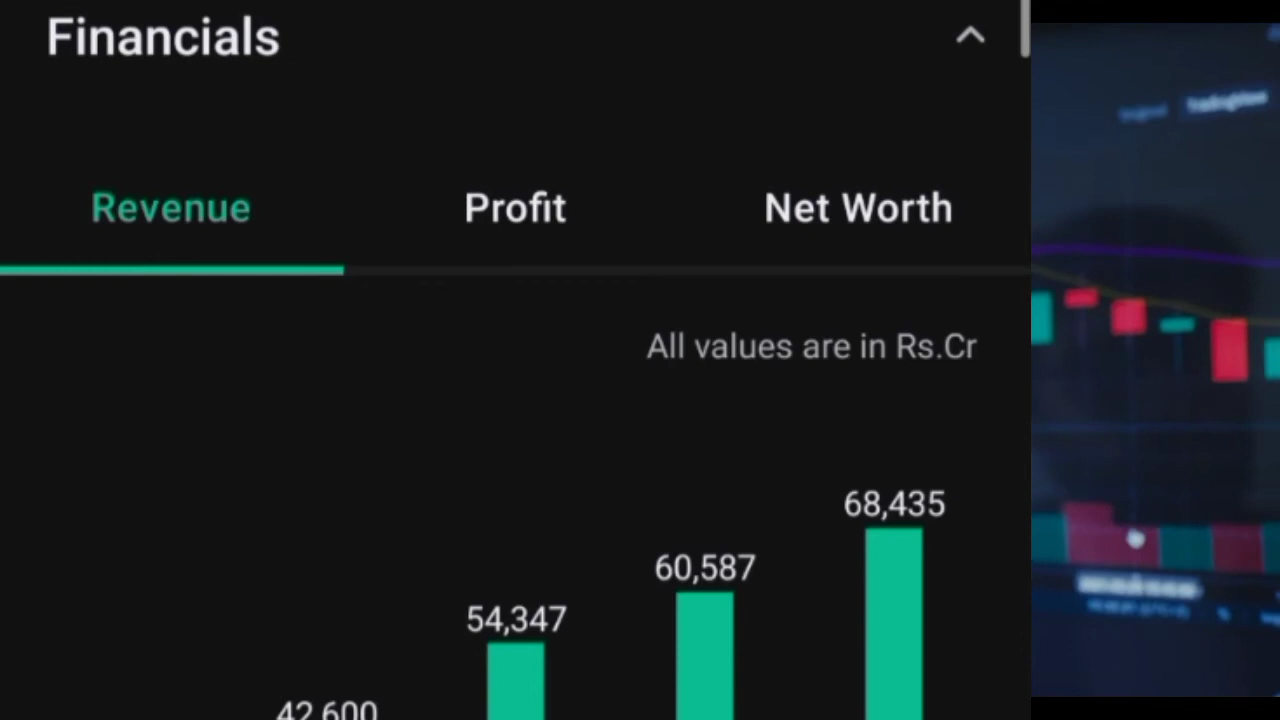 Financials
Revenue Profit Net Worth
All values are in Rs.Cr
68,435
60,587
54,347
42,600